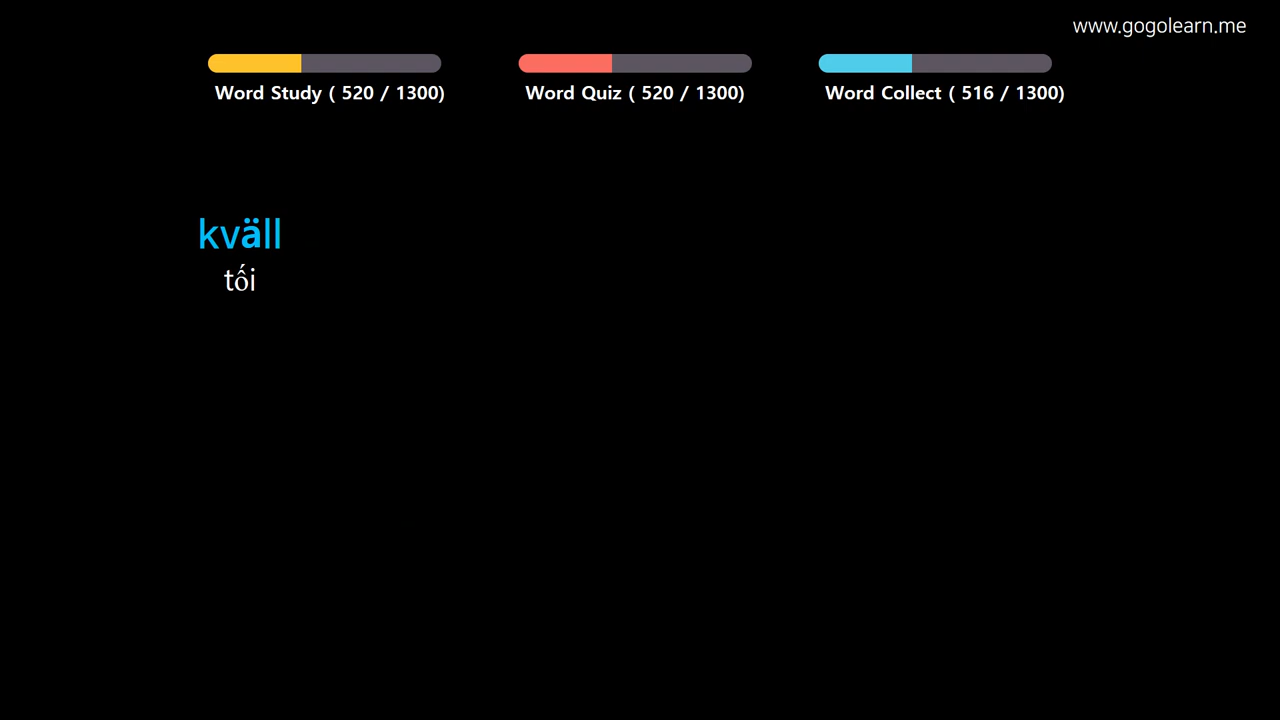 www.gogolearn.me
Word Study ( 520 / 1300)
Word Quiz ( 520 / 1300)
Word Collect ( 516 / 1300)
kväll
tối